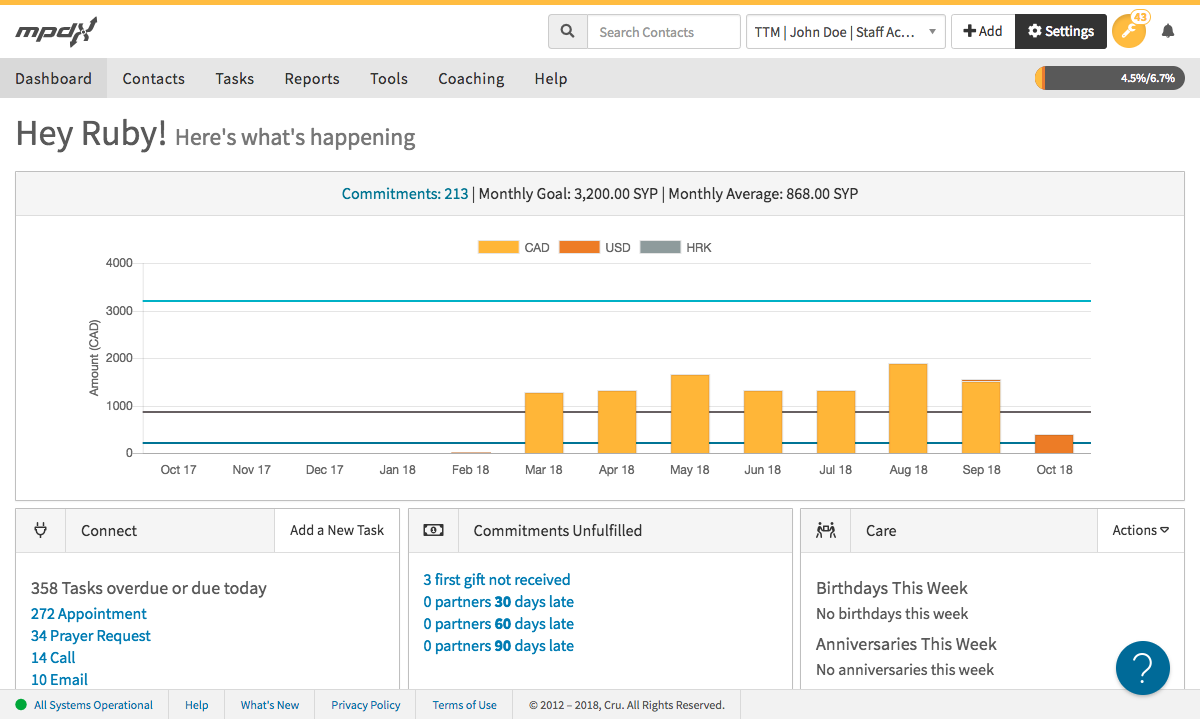 mpdx
Search Contacts
TTM | John Doe | Staff Ac...
Add
Settings
43
Dashboard
Contacts
Tasks
Reports
Tools
Coaching
Help
4.5%/6.7%
Hey Ruby! Here's what's happening
Commitments: 213 | Monthly Goal: 3,200.00 SYP | Monthly Average: 868.00 SYP
CAD USD HRK
4000
3000
2000
1000
0
Amount (CAD)
Oct 17 Nov 17 Dec 17 Jan 18 Feb 18 Mar 18 Apr 18 May 18 Jun 18 Jul 18 Aug 18 Sep 18 Oct 18
Connect
Add a New Task
358 Tasks overdue or due today
272 Appointment
34 Prayer Request
14 Call
10 Email
Commitments Unfulfilled
3 first gift not received
0 partners 30 days late
0 partners 60 days late
0 partners 90 days late
Care
Actions
Birthdays This Week
No birthdays this week
Anniversaries This Week
No anniversaries this week
?
All Systems Operational
Help
What's New
Privacy Policy
Terms of Use
© 2012 – 2018, Cru. All Rights Reserved.